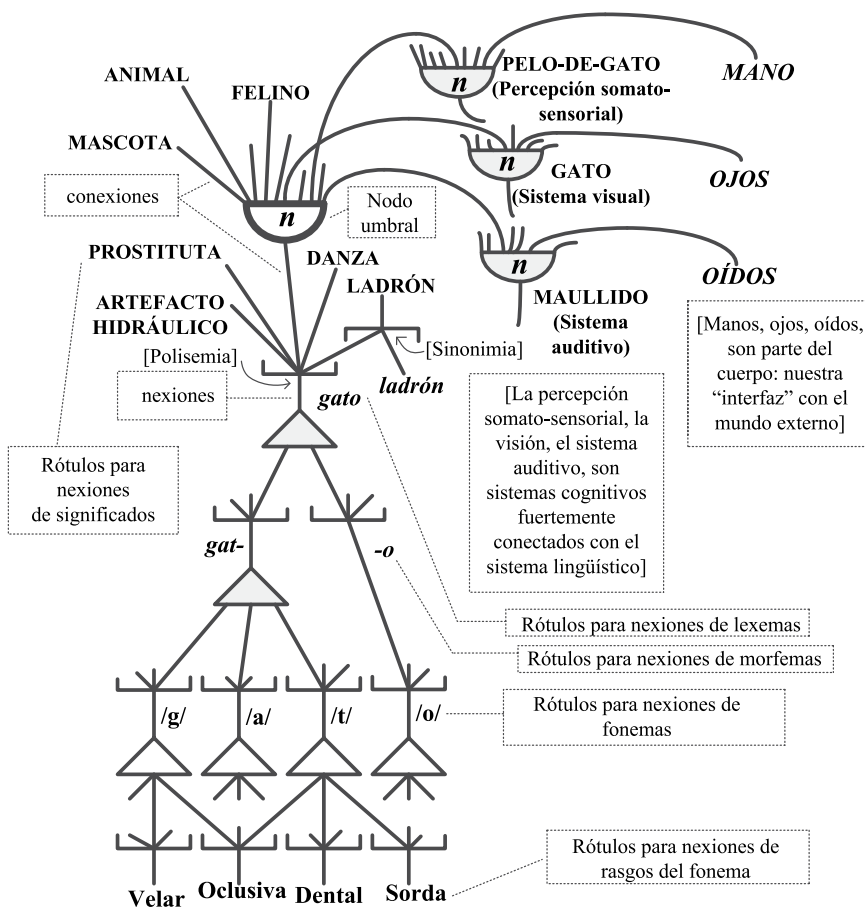 ANIMAL
FELINO
MASCOTA
conexiones
n
Nodo
umbral
n
PELO-DE-GATO
(Percepción somato-
sensorial)
MANO
n
GATO
(Sistema visual)
OJOS
n
MAULLIDO
(Sistema
auditivo)
OÍDOS
PROSTITUTA
DANZA
LADRÓN
ARTEFACTO
HIDRÁULICO
[Polisemia]
[Sinonimia]
ladrón
nexiones
gato
[Manos, ojos, oídos,
son parte del
cuerpo: nuestra
“interfaz” con el
mundo externo]
[La percepción
somato-sensorial, la
visión, el sistema
auditivo, son
sistemas cognitivos
fuertemente
conectados con el
sistema lingüístico]
Rótulos para
nexiones
de significados
gat-
-o
Rótulos para nexiones de lexemas
Rótulos para nexiones de morfemas
/g/
/a/
/t/
/o/
Rótulos para nexiones de
fonemas
Rótulos para nexiones de
rasgos del fonema
Velar
Oclusiva
Dental
Sorda